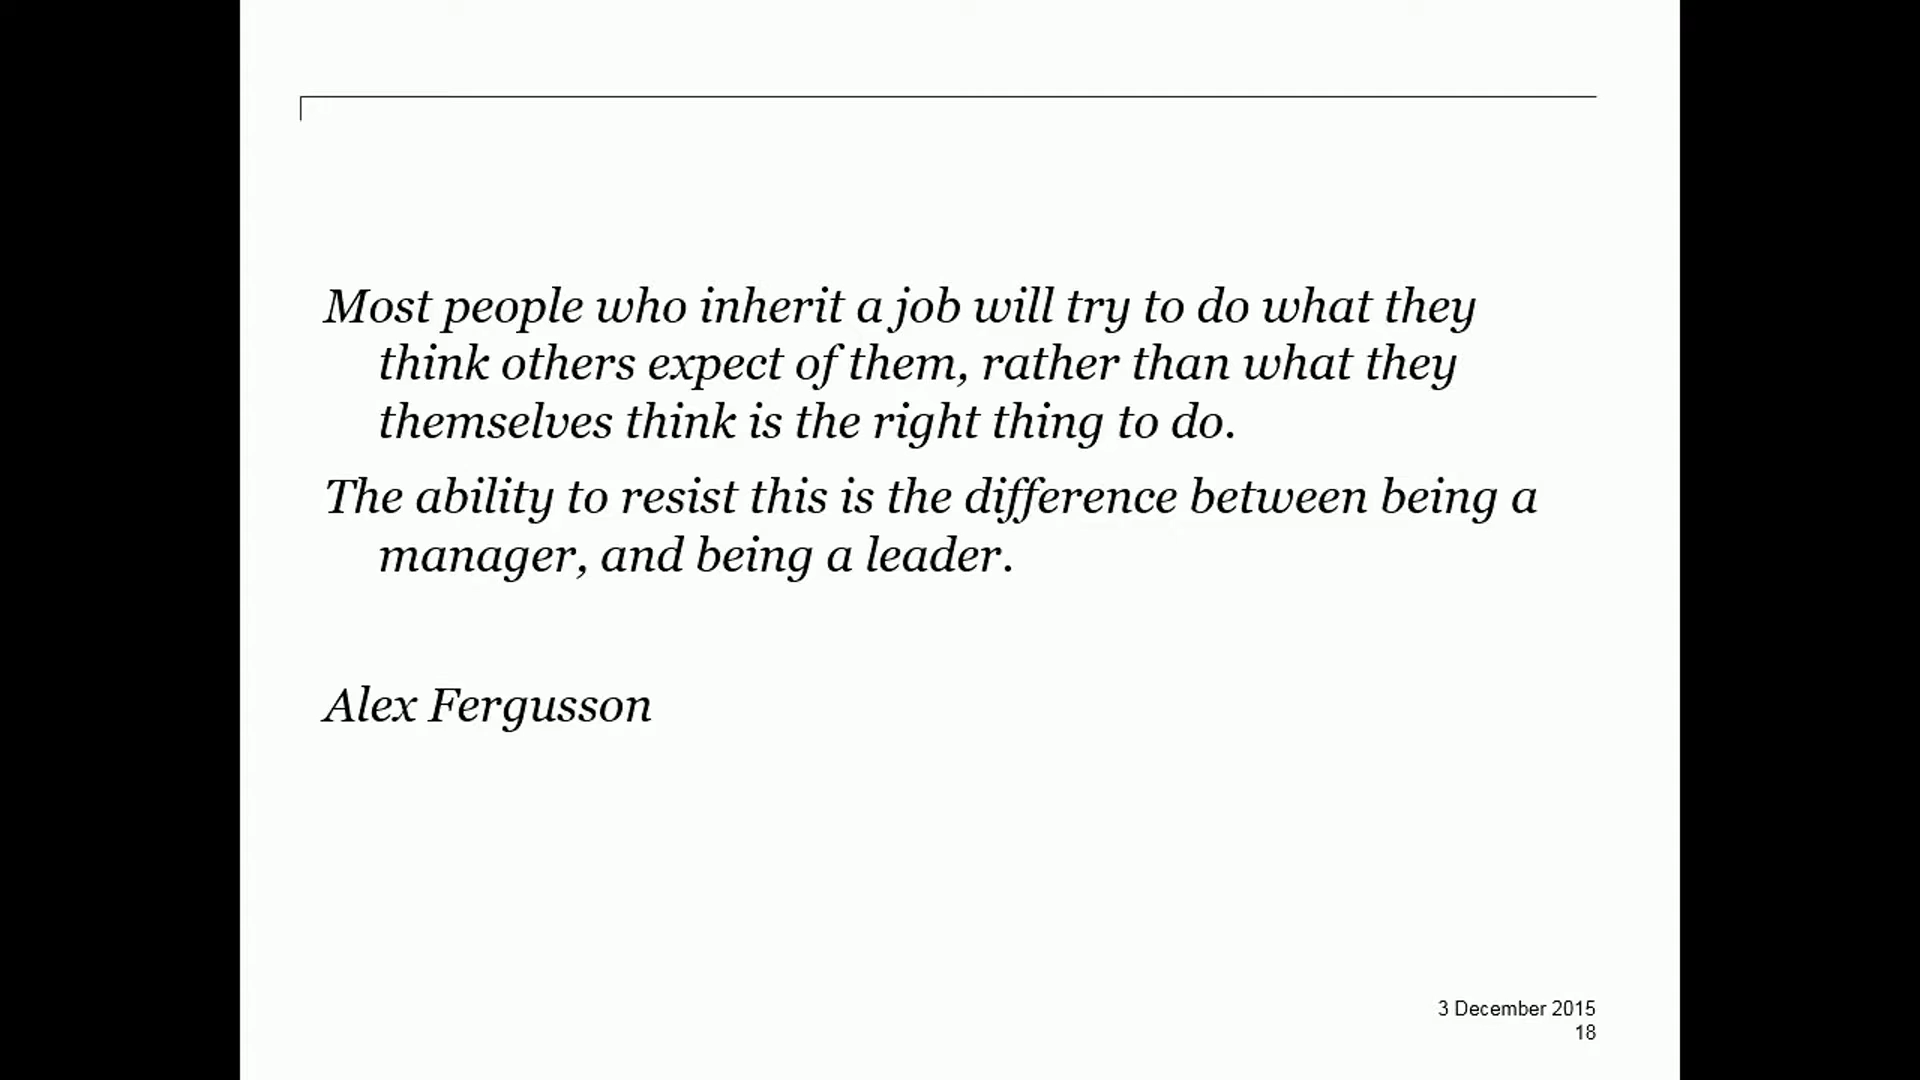 Most people who inherit a job will try to do what they
think others expect of them, rather than what they
themselves think is the right thing to do.
The ability to resist this is the difference between being a
manager, and being a leader.
Alex Fergusson
3 December 2015
18